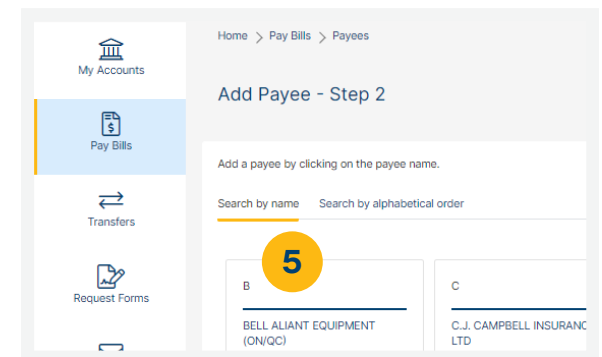 Home > Pay Bills > Payees
My Accounts
Add Payee - Step 2
Pay Bills
Add a payee by clicking on the payee name.
Search by name Search by alphabetical order
Transfers
5
B C
Request Forms
BELL ALIANT EQUIPMENT
(ON/QC)
C.J. CAMPBELL INSURANC
LTD